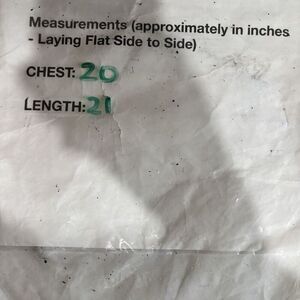 Measurements (approximately in inches
- Laying Flat Side to Side)
CHEST: 20
LENGTH: 21